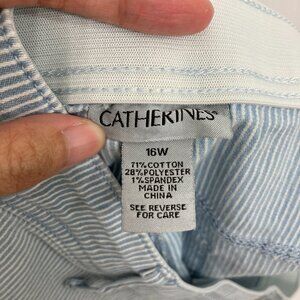 CATHERINES®
16W
71% COTTON
28% POLYESTER
1% SPANDEX
MADE IN
CHINA
SEE REVERSE
FOR CARE